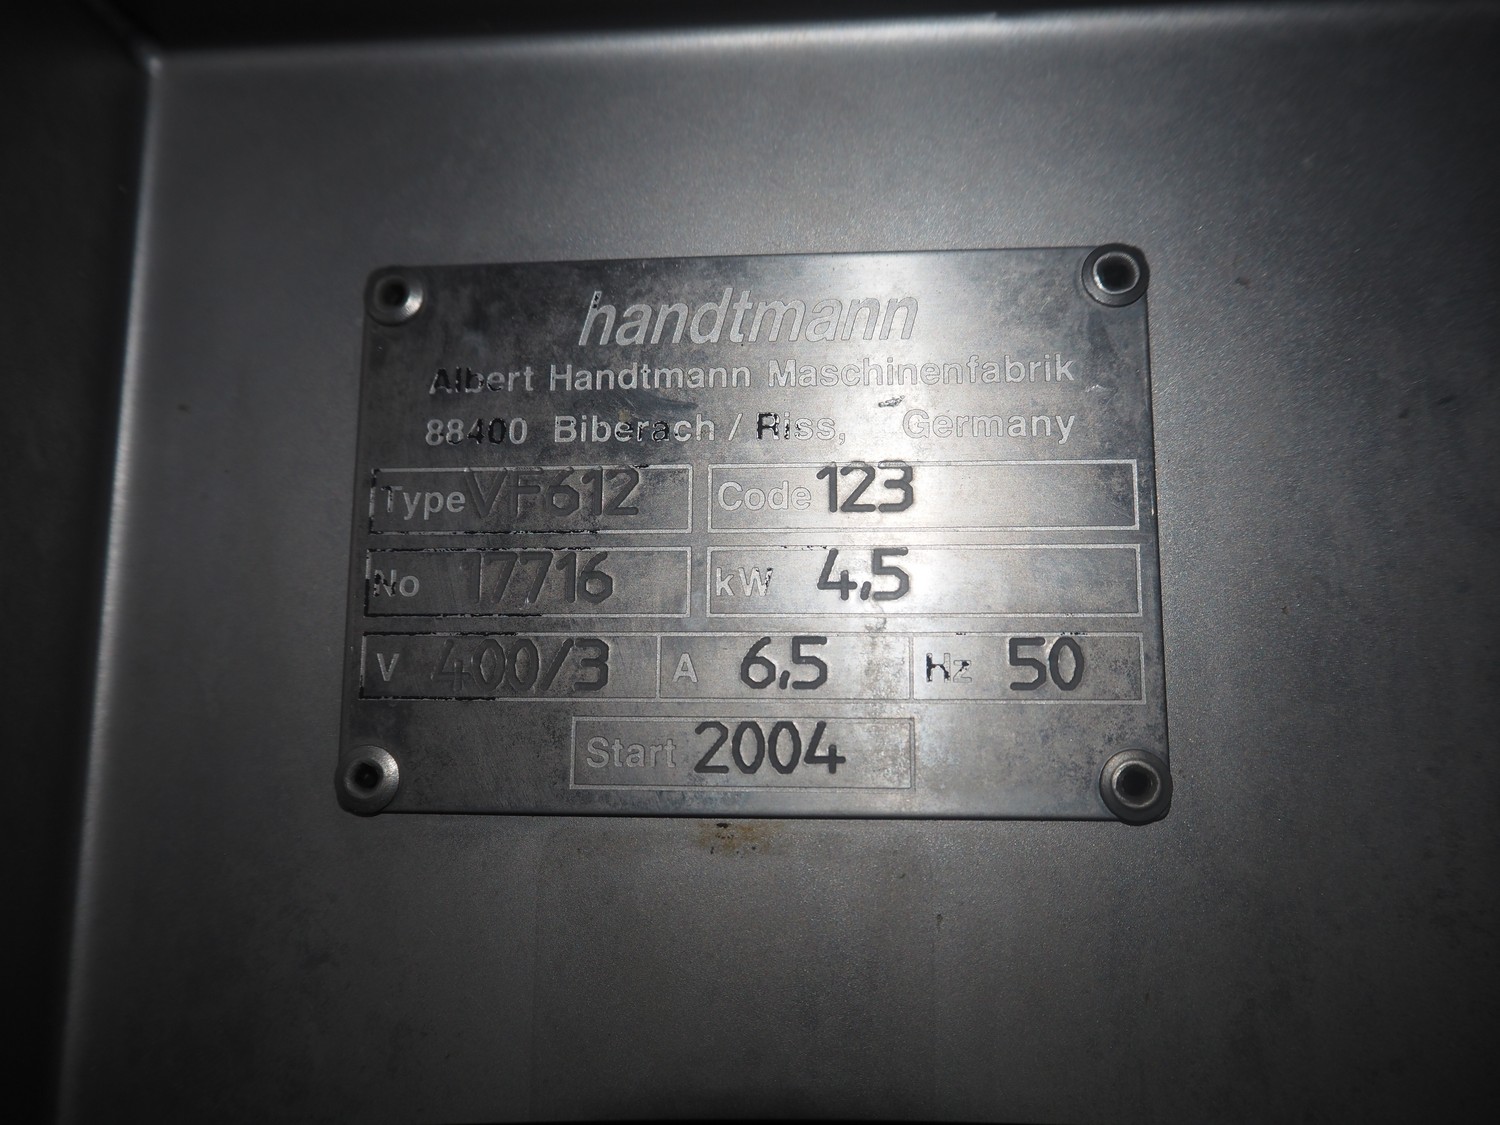 handtmann
Albert Handtmann Maschinenfabrik
88400 Biberach / Riss, Germany
Type VF612 Code 123
No 17716 kW 4,5
V 400/3 A 6,5 Hz 50
Start 2004